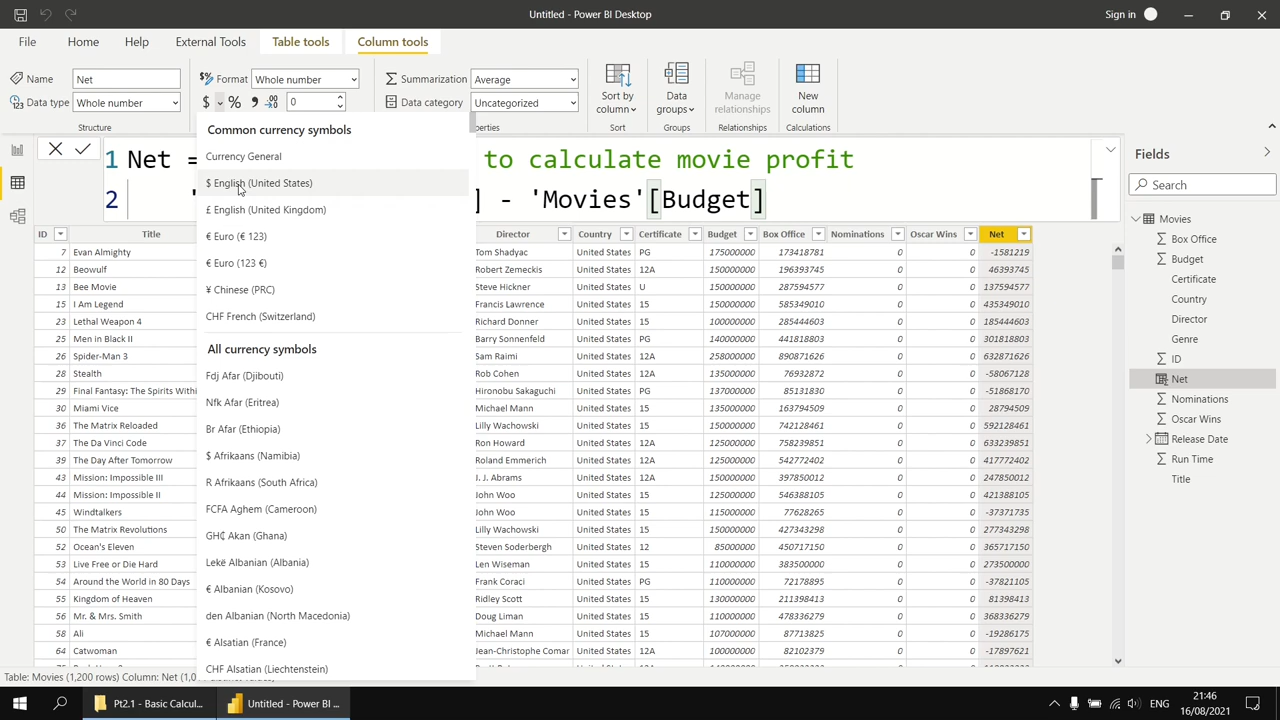 Untitled - Power BI Desktop
Sign in
File Home Help External Tools Table tools Column tools
Name Net
Format Whole number
Summarization Average
Data type Whole number
$ % 0
Data category Uncategorized
Sort by column
Data groups
Manage relationships
New column
Structure
Sort
Groups
Relationships
Calculations
Common currency symbols
Currency General
$ English (United States)
£ English (United Kingdom)
€ Euro (€ 123)
€ Euro (123 €)
¥ Chinese (PRC)
CHF French (Switzerland)
All currency symbols
Fdj Afar (Djibouti)
Nfk Afar (Eritrea)
Br Afar (Ethiopia)
$ Afrikaans (Namibia)
R Afrikaans (South Africa)
FCFA Aghem (Cameroon)
GH₵ Akan (Ghana)
Lekë Albanian (Albania)
€ Albanian (Kosovo)
den Albanian (North Macedonia)
€ Alsatian (France)
CHF Alsatian (Liechtenstein)
1 Net = to calculate movie profit
2 ' ] - 'Movies'[Budget]
ID Title Director Country Certificate Budget Box Office Nominations Oscar Wins Net
7 Evan Almighty Tom Shadyac United States PG 175000000 173418781 0 0 -1581219
12 Beowulf Robert Zemeckis United States 12A 150000000 196393745 0 0 46393745
13 Bee Movie Steve Hickner United States U 150000000 287594577 0 0 137594577
15 I Am Legend Francis Lawrence United States 15 150000000 585349010 0 0 435349010
23 Lethal Weapon 4 Richard Donner United States 15 100000000 285444603 0 0 185444603
25 Men in Black II Barry Sonnenfeld United States PG 140000000 441818803 0 0 301818803
26 Spider-Man 3 Sam Raimi United States 12A 258000000 890871626 0 0 632871626
28 Stealth Rob Cohen United States 12A 135000000 76932872 0 0 -58067128
29 Final Fantasy: The Spirits Withi Hironobu Sakaguchi United States PG 137000000 85131830 0 0 -51868170
30 Miami Vice Michael Mann United States 15 135000000 163794509 0 0 28794509
36 The Matrix Reloaded Lilly Wachowski United States 15 150000000 742128461 0 0 592128461
37 The Da Vinci Code Ron Howard United States 12A 125000000 758239851 0 0 633239851
39 The Day After Tomorrow Roland Emmerich United States 12A 125000000 542772402 0 0 417772402
43 Mission: Impossible III J. J. Abrams United States 12A 150000000 397850012 0 0 247850012
44 Mission: Impossible II John Woo United States 15 125000000 546388105 0 0 421388105
45 Windtalkers John Woo United States 15 115000000 77628265 0 0 -37371735
50 The Matrix Revolutions Lilly Wachowski United States 15 150000000 427343298 0 0 277343298
52 Ocean's Eleven Steven Soderbergh United States 12 85000000 450717150 0 0 365717150
53 Live Free or Die Hard Len Wiseman United States 15 110000000 383500000 0 0 273500000
54 Around the World in 80 Days Frank Coraci United States PG 110000000 72178895 0 0 -37821105
55 Kingdom of Heaven Ridley Scott United States 15 130000000 211398413 0 0 81398413
56 Mr. & Mrs. Smith Doug Liman United States 15 110000000 478336279 0 0 368336279
58 Ali Michael Mann United States 15 107000000 87713825 0 0 -19286175
64 Catwoman Jean-Christophe Comar United States 12A 100000000 82102379 0 0 -17897621
Fields
Search
Movies
Box Office
Budget
Certificate
Country
Director
Genre
ID
Net
Nominations
Oscar Wins
Release Date
Run Time
Title
Table: Movies (1,200 rows) Column: Net
Pt2.1 - Basic Calcul...
Untitled - Power BI ...
ENG
21:46
16/08/2021